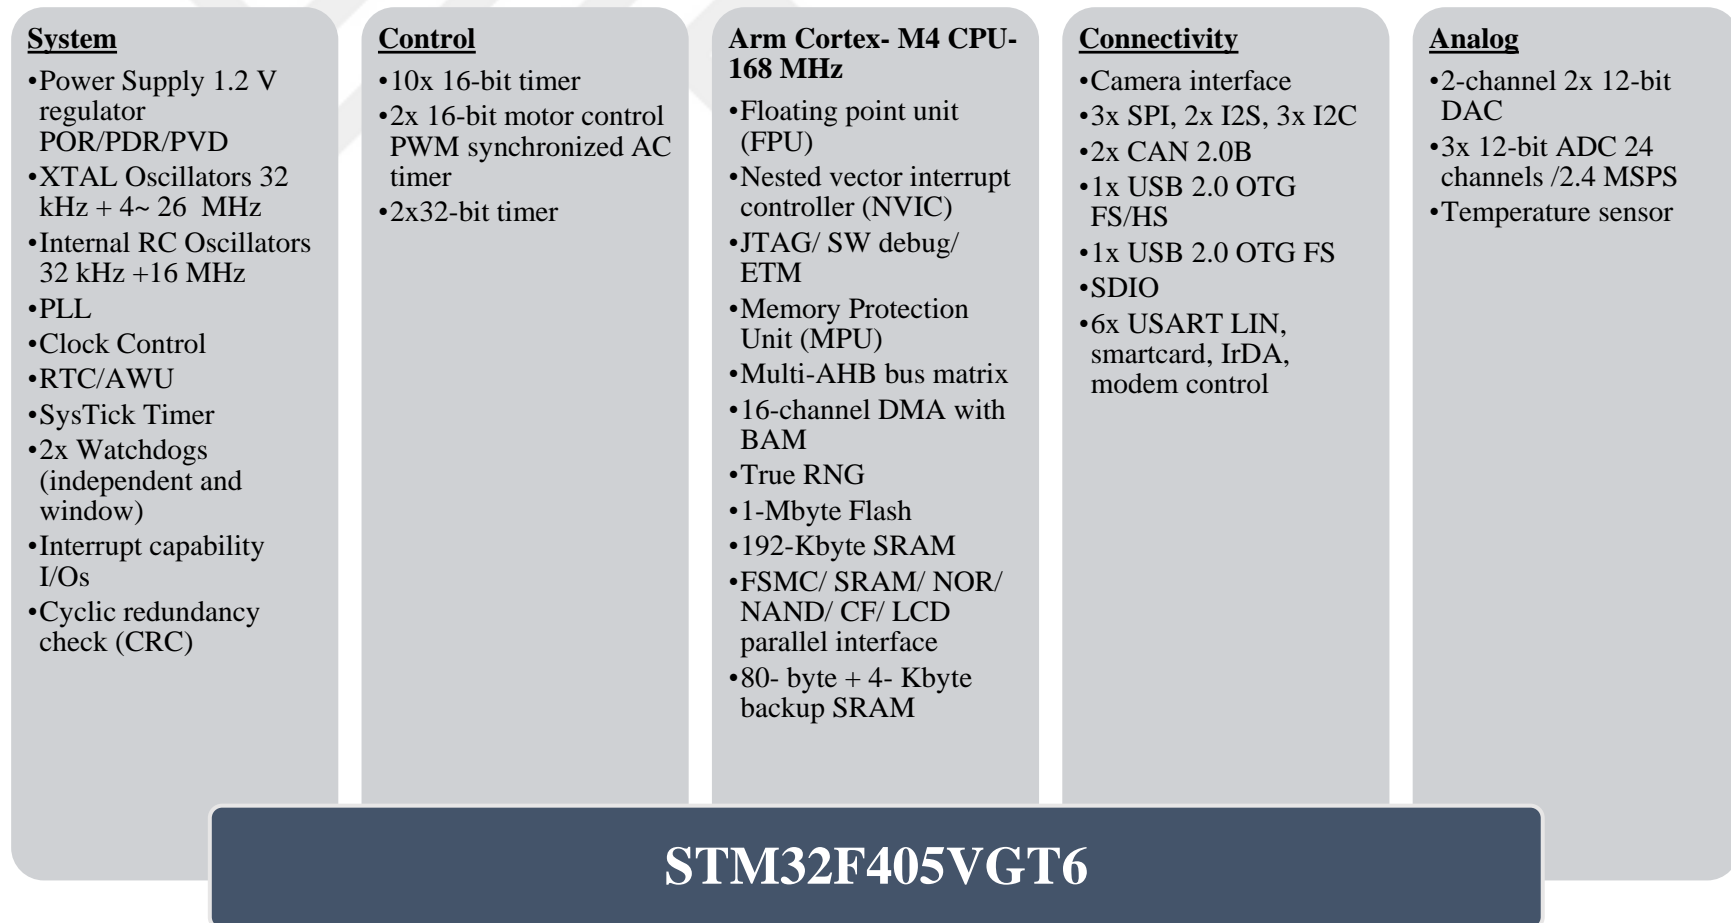 System
•Power Supply 1.2 V
regulator
POR/PDR/PVD
•XTAL Oscillators 32
kHz + 4~ 26 MHz
•Internal RC Oscillators
32 kHz +16 MHz
•PLL
•Clock Control
•RTC/AWU
•SysTick Timer
•2x Watchdogs
(independent and
window)
•Interrupt capability
I/Os
•Cyclic redundancy
check (CRC)
Control
•10x 16-bit timer
•2x 16-bit motor control
PWM synchronized AC
timer
•2x32-bit timer
Arm Cortex- M4 CPU-
168 MHz
•Floating point unit
(FPU)
•Nested vector interrupt
controller (NVIC)
•JTAG/ SW debug/
ETM
•Memory Protection
Unit (MPU)
•Multi-AHB bus matrix
•16-channel DMA with
BAM
•True RNG
•1-Mbyte Flash
•192-Kbyte SRAM
•FSMC/ SRAM/ NOR/
NAND/ CF/ LCD
parallel interface
•80- byte + 4- Kbyte
backup SRAM
Connectivity
•Camera interface
•3x SPI, 2x I2S, 3x I2C
•2x CAN 2.0B
•1x USB 2.0 OTG
FS/HS
•1x USB 2.0 OTG FS
•SDIO
•6x USART LIN,
smartcard, IrDA,
modem control
Analog
•2-channel 2x 12-bit
DAC
•3x 12-bit ADC 24
channels /2.4 MSPS
•Temperature sensor
STM32F405VGT6